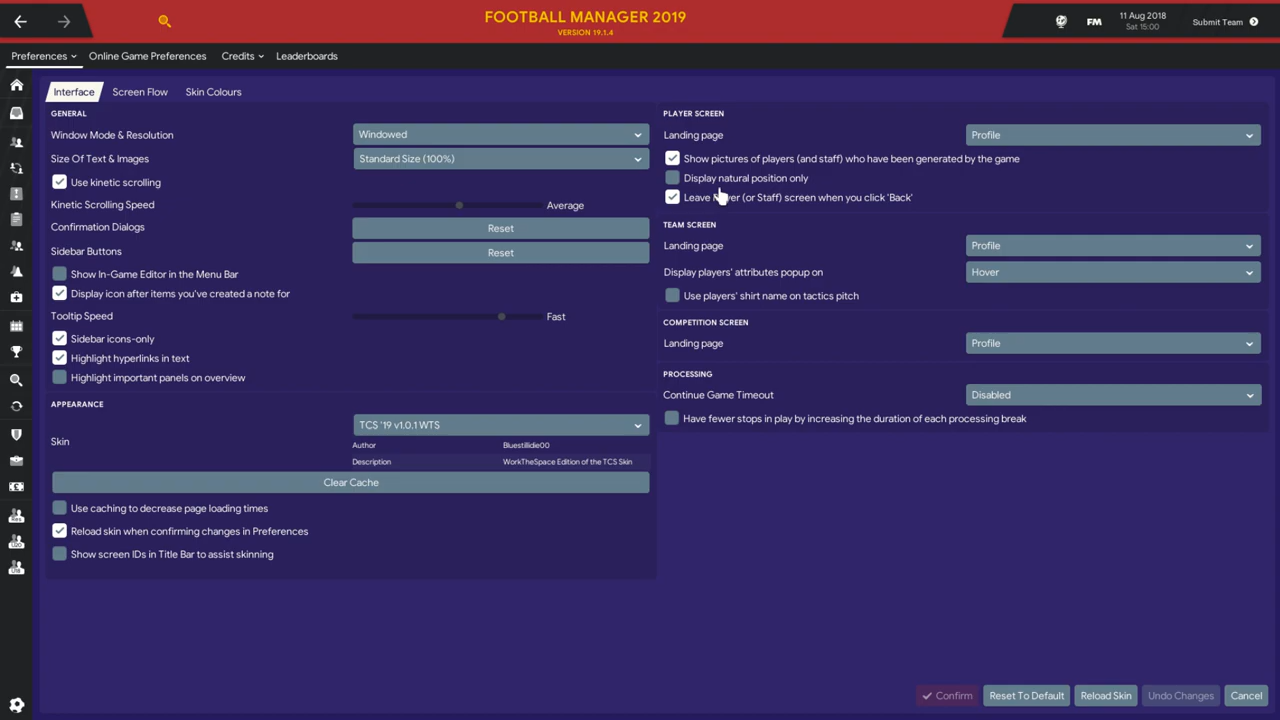 FOOTBALL MANAGER 2019
VERSION 19.1.4
FM
11 Aug 2018
Sat 15:00
Submit Team
Preferences
Online Game Preferences
Credits
Leaderboards
Interface
Screen Flow
Skin Colours
GENERAL
Window Mode & Resolution
Windowed
Size Of Text & Images
Standard Size (100%)
Use kinetic scrolling
Kinetic Scrolling Speed
Average
Confirmation Dialogs
Reset
Sidebar Buttons
Reset
Show In-Game Editor in the Menu Bar
Display icon after items you've created a note for
Tooltip Speed
Fast
Sidebar icons-only
Highlight hyperlinks in text
Highlight important panels on overview
APPEARANCE
Skin
TCS '19 v1.0.1 WTS
Author
Bluestillidie00
Description
WorkTheSpace Edition of the TCS Skin
Clear Cache
Use caching to decrease page loading times
Reload skin when confirming changes in Preferences
Show screen IDs in Title Bar to assist skinning
PLAYER SCREEN
Landing page
Profile
Show pictures of players (and staff) who have been generated by the game
Display natural position only
Leave Player (or Staff) screen when you click 'Back'
TEAM SCREEN
Landing page
Profile
Display players' attributes popup on
Hover
Use players' shirt name on tactics pitch
COMPETITION SCREEN
Landing page
Profile
PROCESSING
Continue Game Timeout
Disabled
Have fewer stops in play by increasing the duration of each processing break
Confirm
Reset To Default
Reload Skin
Undo Changes
Cancel